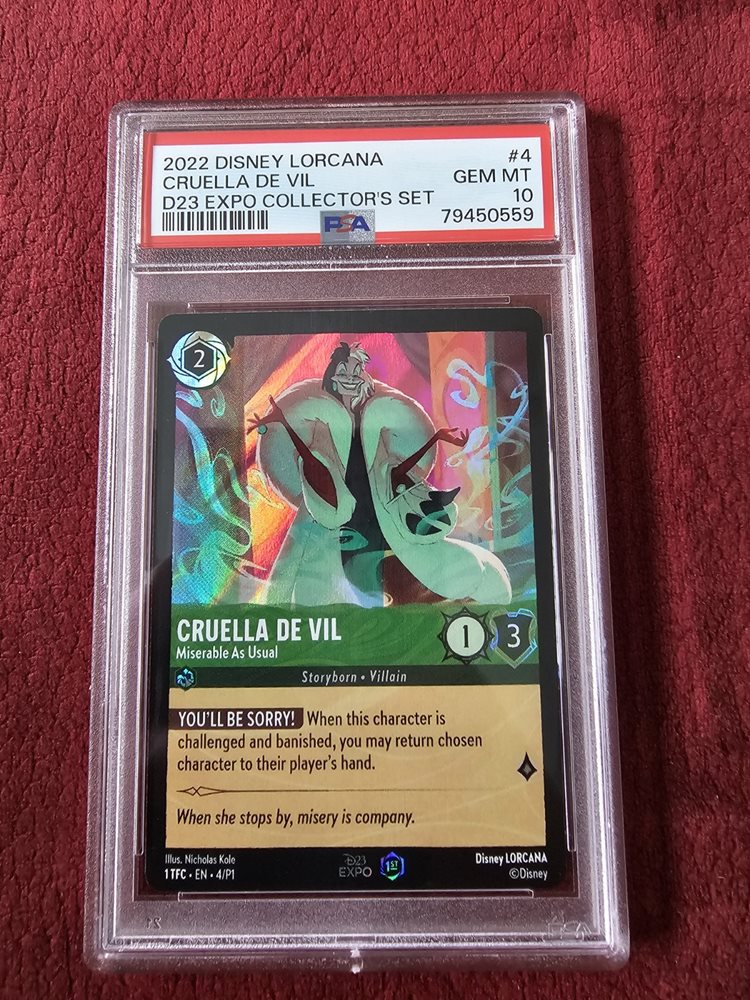 2022 DISNEY LORCANA #4
CRUELLA DE VIL GEM MT
D23 EXPO COLLECTOR'S SET 10
PSA 79450559
2
CRUELLA DE VIL
Miserable As Usual
1 3
Storyborn • Villain
YOU'LL BE SORRY! When this character is
challenged and banished, you may return chosen
character to their player's hand.
When she stops by, misery is company.
Illus. Nicholas Kole
1 TFC • EN • 4/P1
D23
EXPO
1ST
Disney LORCANA
©Disney